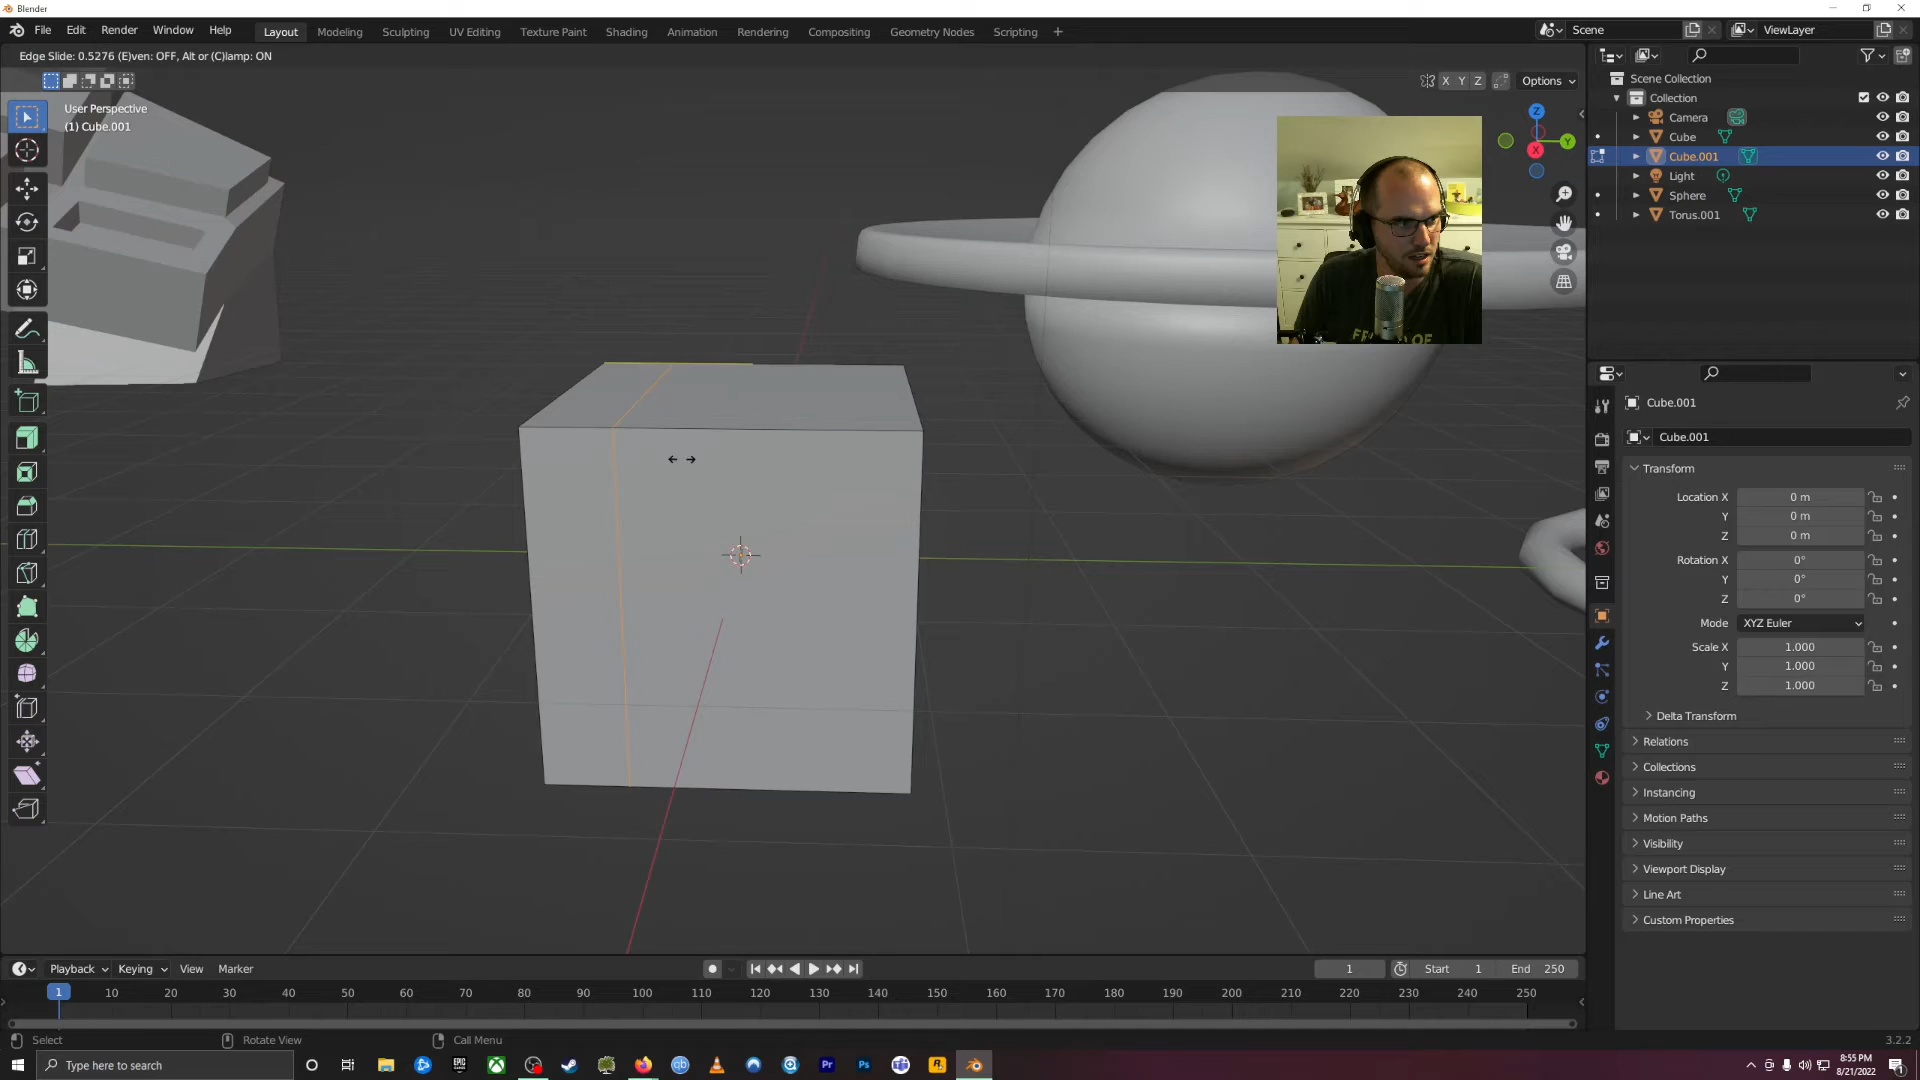 Blender
File Edit Render Window Help Layout Modeling Sculpting UV Editing Texture Paint Shading Animation Rendering Compositing Geometry Nodes Scripting + Scene ViewLayer
Edge Slide: 0.5276 (E)ven: OFF, Alt or (C)lamp: ON
X Y Z Options
User Perspective
(1) Cube.001
Z
Y
X
Scene Collection
Collection
Camera
Cube
Cube.001
Light
Sphere
Torus.001
Cube.001
Cube.001
Transform
Location X 0 m
Y 0 m
Z 0 m
Rotation X 0°
Y 0°
Z 0°
Mode XYZ Euler
Scale X 1.000
Y 1.000
Z 1.000
Delta Transform
Relations
Collections
Instancing
Motion Paths
Visibility
Viewport Display
Line Art
Custom Properties
Playback Keying View Marker 1 Start 1 End 250
1 10 20 30 40 50 60 70 80 90 100 110 120 130 140 150 160 170 180 190 200 210 220 230 240 250
Select Rotate View Call Menu 3.2.2
Type here to search
EPIC
qb
Pr
Ps
8:55 PM
8/21/2022